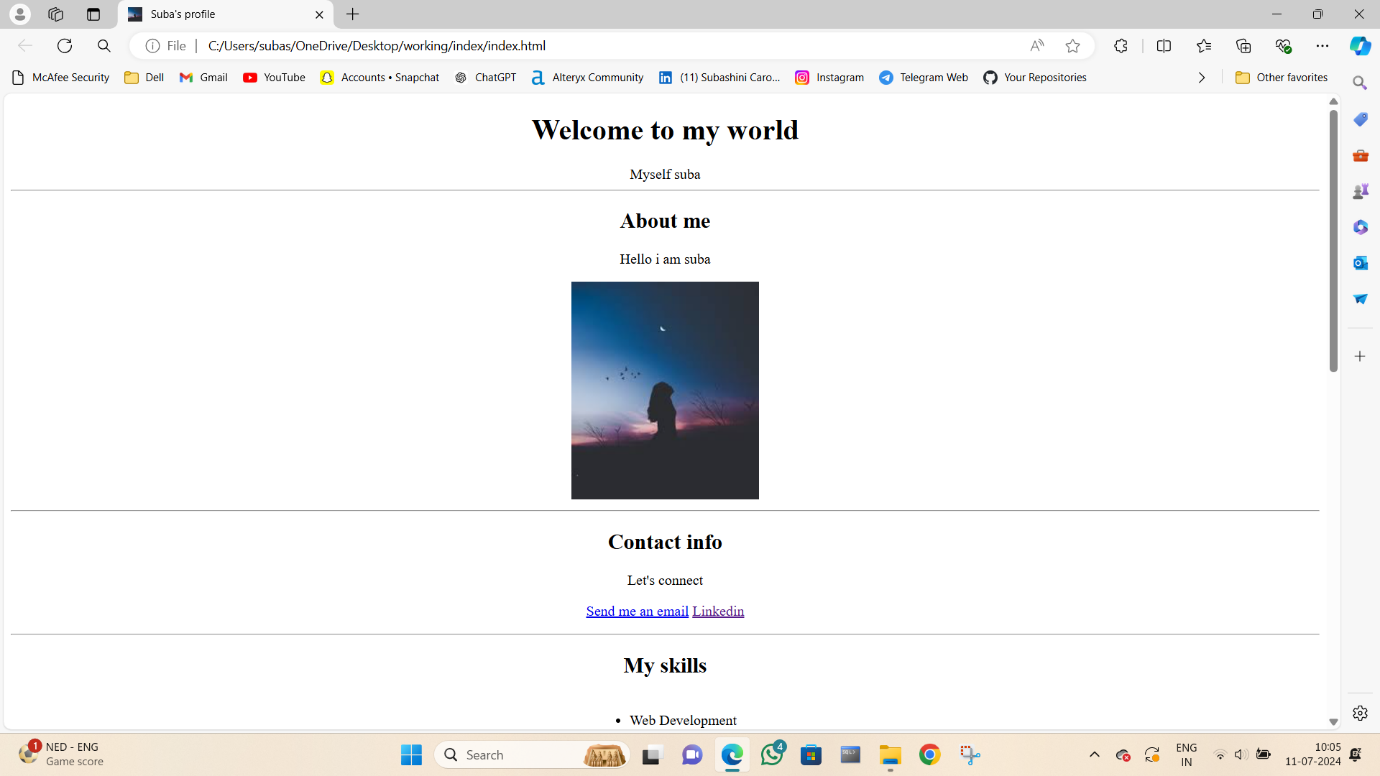 Suba's profile
File | C:/Users/subas/OneDrive/Desktop/working/index/index.html
McAfee Security Dell Gmail YouTube Accounts • Snapchat ChatGPT Alteryx Community (11) Subashini Caro... Instagram Telegram Web Your Repositories Other favorites
Welcome to my world
Myself suba
About me
Hello i am suba
Contact info
Let's connect
Send me an email Linkedin
My skills
• Web Development
1 NED - ENG
Game score
Search
4
ENG
IN
10:05
11-07-2024